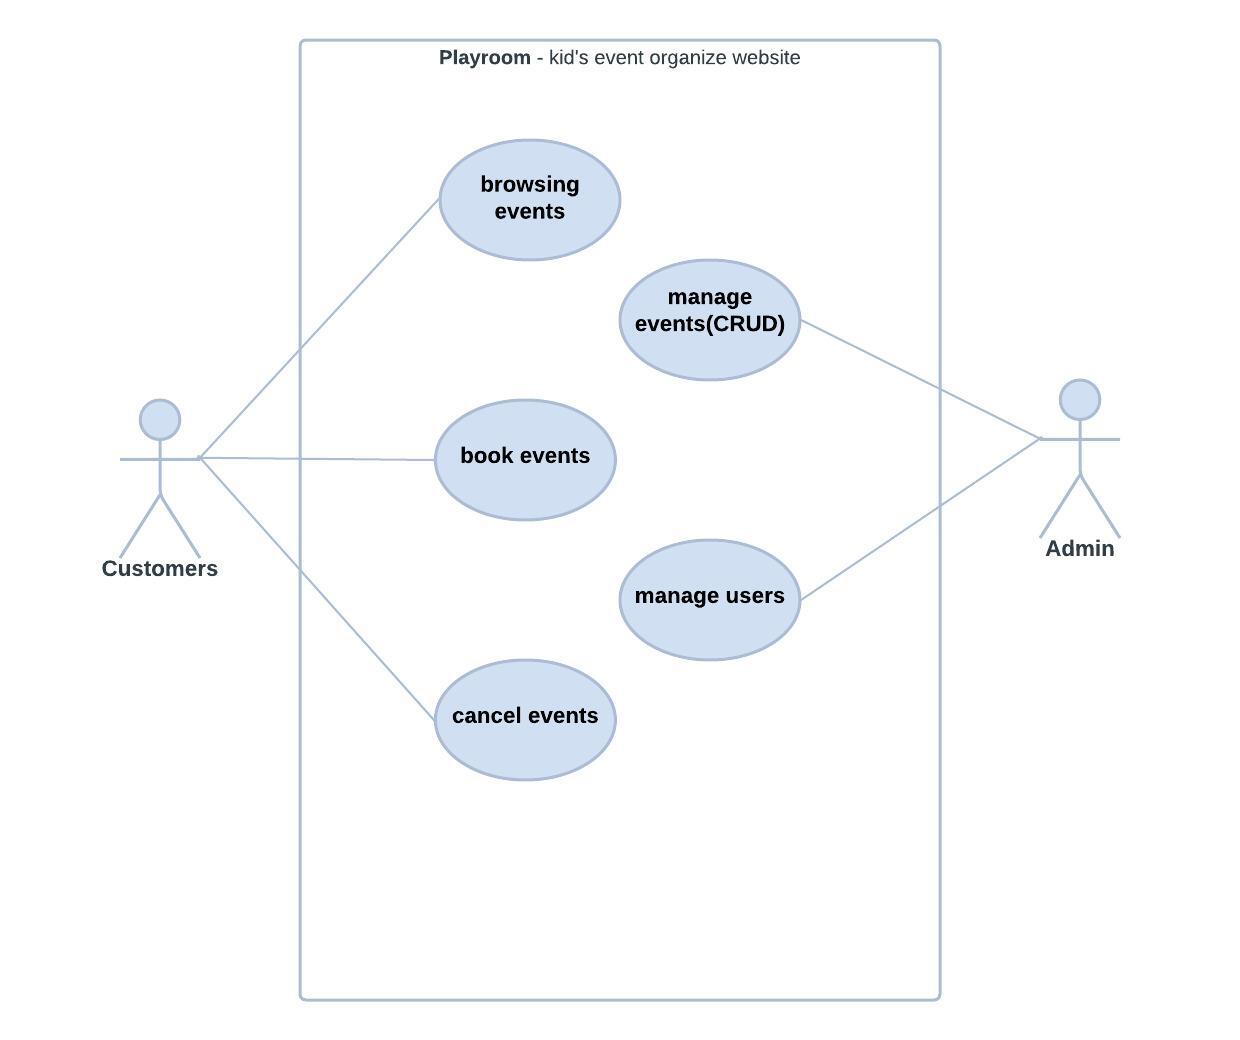 Playroom - kid's event organize website
browsing
events
manage
events(CRUD)
book events
Customers
Admin
manage users
cancel events